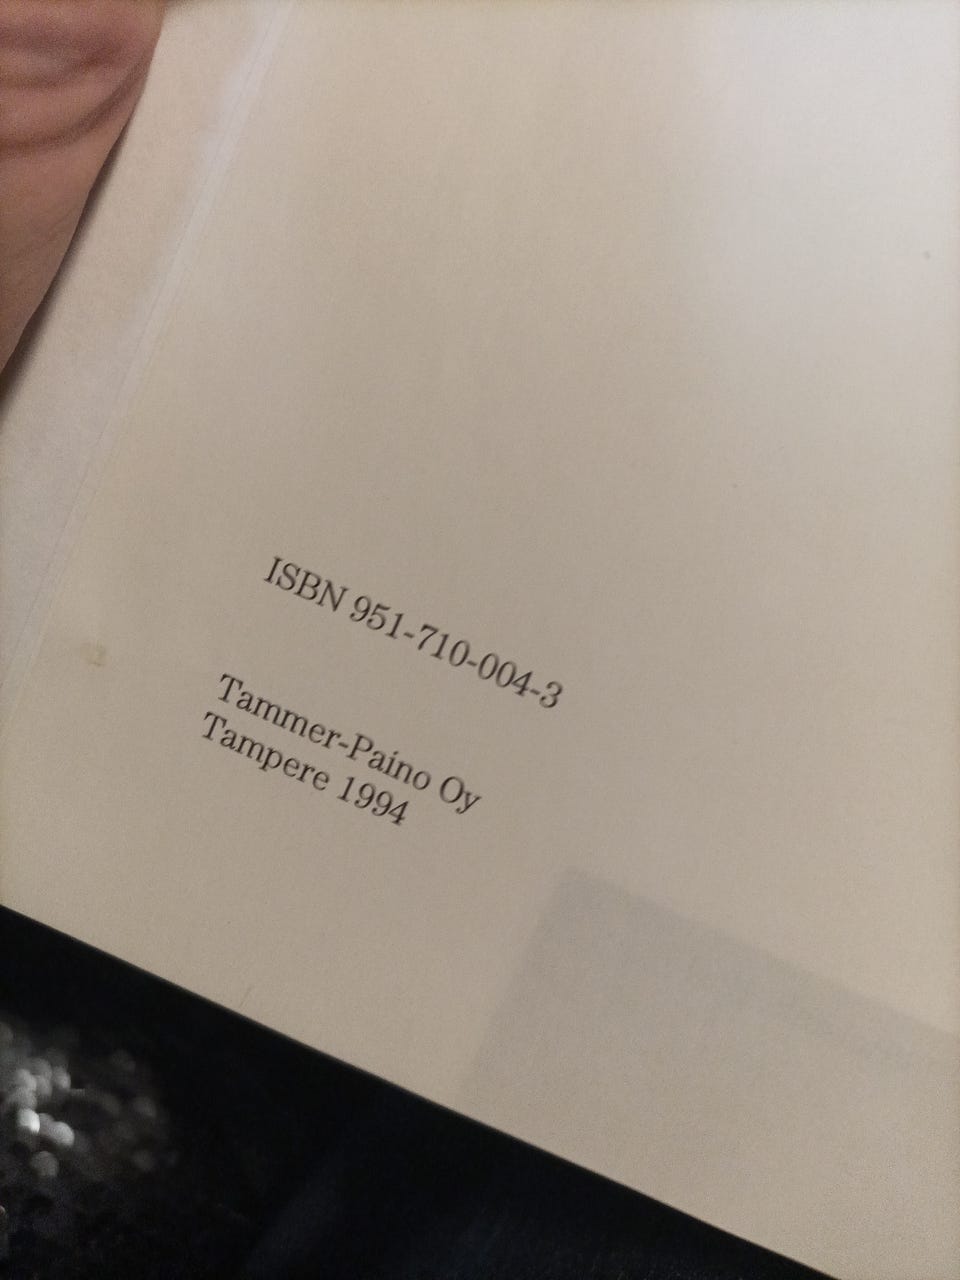 ISBN 951-710-004-3
Tammer-Paino Oy
Tampere 1994